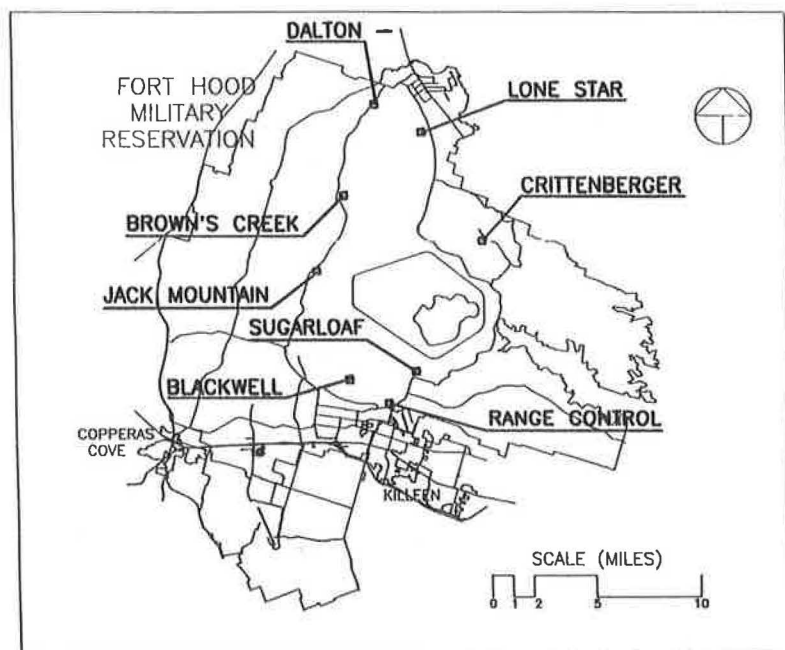 DALTON
FORT HOOD
MILITARY
RESERVATION
LONE STAR
CRITTENBERGER
BROWN'S CREEK
JACK MOUNTAIN
SUGARLOAF
BLACKWELL
RANGE CONTROL
COPPERAS
COVE
KILLEEN
SCALE (MILES)
0 1 2 5 10